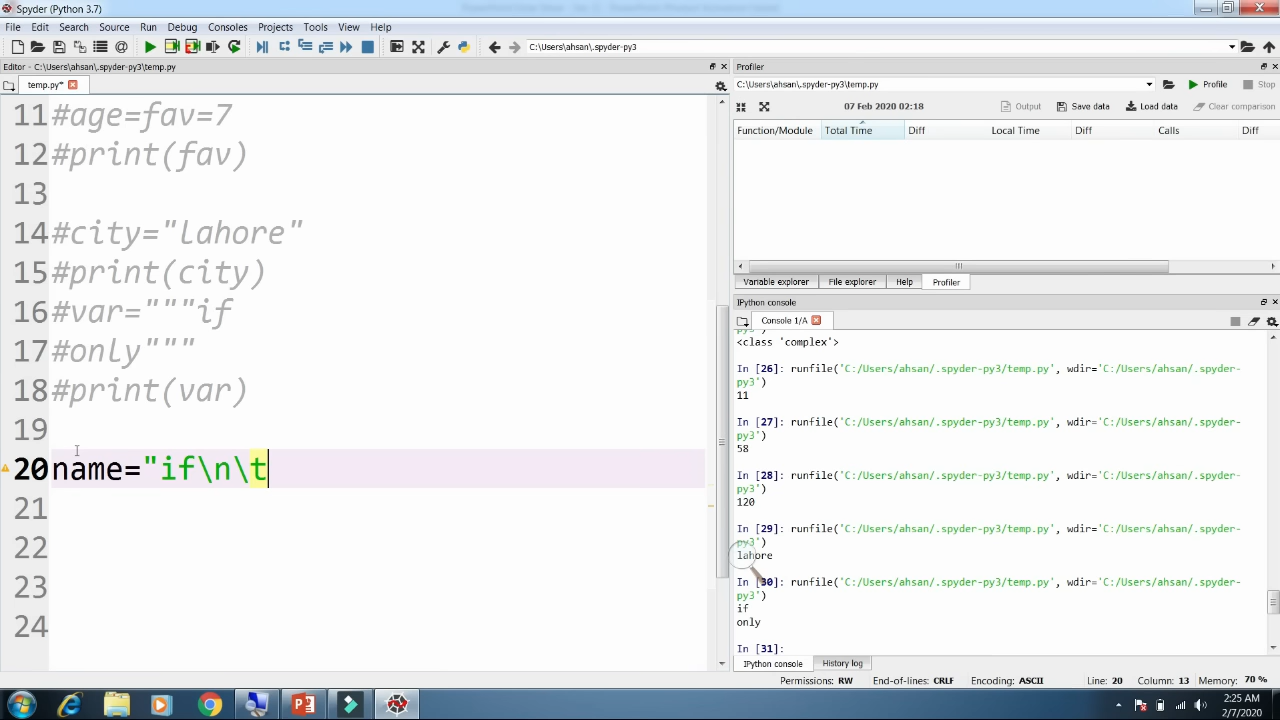 Spyder (Python 3.7)
File Edit Search Source Run Debug Consoles Projects Tools View Help
C:\Users\ahsan\.spyder-py3
Editor - C:\Users\ahsan\.spyder-py3\temp.py
temp.py*
11 #age=fav=7
12 #print(fav)
13
14 #city="lahore"
15 #print(city)
16 #var="""if
17 #only"""
18 #print(var)
19
20 name="if\n\t
21
22
23
24
Profiler
C:\Users\ahsan\.spyder-py3\temp.py Profile Stop
07 Feb 2020 02:18 Output Save data Load data Clear comparison
Function/Module Total Time Diff Local Time Diff Calls Diff
Variable explorer File explorer Help Profiler
IPython console
Console 1/A
py3')
<class 'complex'>
In [26]: runfile('C:/Users/ahsan/.spyder-py3/temp.py', wdir='C:/Users/ahsan/.spyder-
py3')
11
In [27]: runfile('C:/Users/ahsan/.spyder-py3/temp.py', wdir='C:/Users/ahsan/.spyder-
py3')
58
In [28]: runfile('C:/Users/ahsan/.spyder-py3/temp.py', wdir='C:/Users/ahsan/.spyder-
py3')
120
In [29]: runfile('C:/Users/ahsan/.spyder-py3/temp.py', wdir='C:/Users/ahsan/.spyder-
py3')
lahore
In [30]: runfile('C:/Users/ahsan/.spyder-py3/temp.py', wdir='C:/Users/ahsan/.spyder-
py3')
if
only
In [31]:
IPython console History log
Permissions: RW End-of-lines: CRLF Encoding: ASCII Line: 20 Column: 13 Memory: 70 %
2:25 AM
2/7/2020